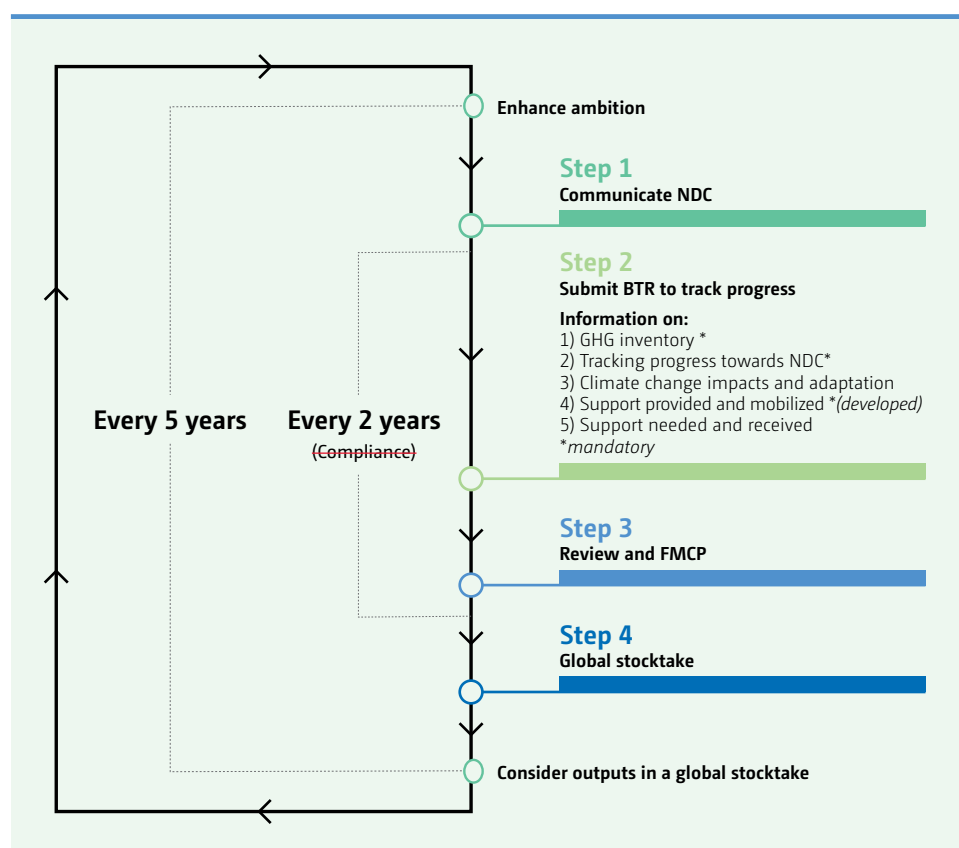 Enhance ambition
Step 1
Communicate NDC
Step 2
Submit BTR to track progress
Information on:
1) GHG inventory *
2) Tracking progress towards NDC*
3) Climate change impacts and adaptation
4) Support provided and mobilized *(developed)
5) Support needed and received
*mandatory
Every 5 years
Every 2 years
(Compliance)
Step 3
Review and FMCP
Step 4
Global stocktake
Consider outputs in a global stocktake